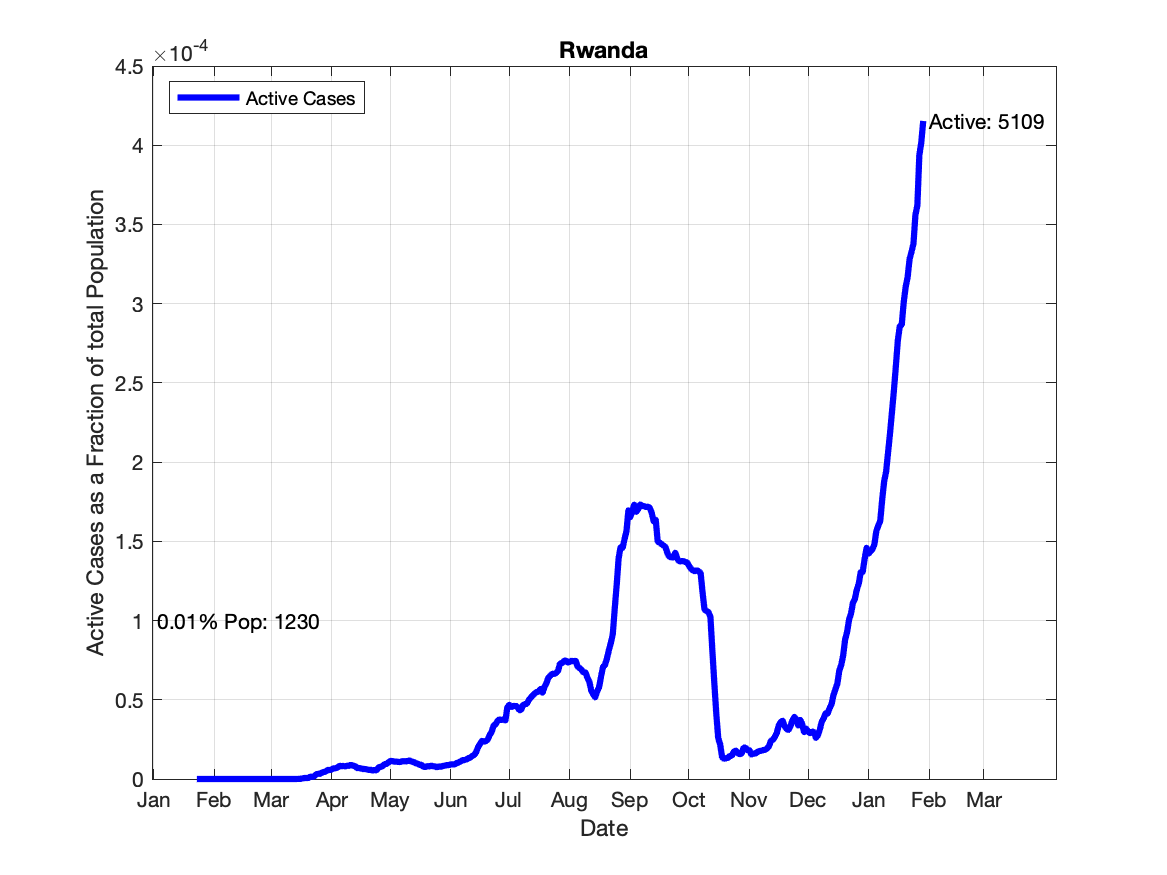 Rwanda
×10-4
4.5
4
3.5
3
2.5
2
1.5
1
0.5
0
Active Cases
Active: 5109
0.01% Pop: 1230
Active Cases as a Fraction of total Population
Jan Feb Mar Apr May Jun Jul Aug Sep Oct Nov Dec Jan Feb Mar
Date